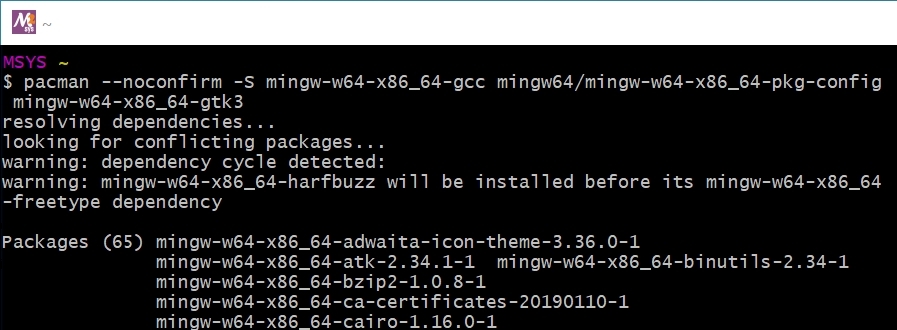 ~
MSYS ~
$ pacman --noconfirm -S mingw-w64-x86_64-gcc mingw64/mingw-w64-x86_64-pkg-config
mingw-w64-x86_64-gtk3
resolving dependencies...
looking for conflicting packages...
warning: dependency cycle detected:
warning: mingw-w64-x86_64-harfbuzz will be installed before its mingw-w64-x86_64
-freetype dependency
Packages (65) mingw-w64-x86_64-adwaita-icon-theme-3.36.0-1
mingw-w64-x86_64-atk-2.34.1-1 mingw-w64-x86_64-binutils-2.34-1
mingw-w64-x86_64-bzip2-1.0.8-1
mingw-w64-x86_64-ca-certificates-20190110-1
mingw-w64-x86_64-cairo-1.16.0-1